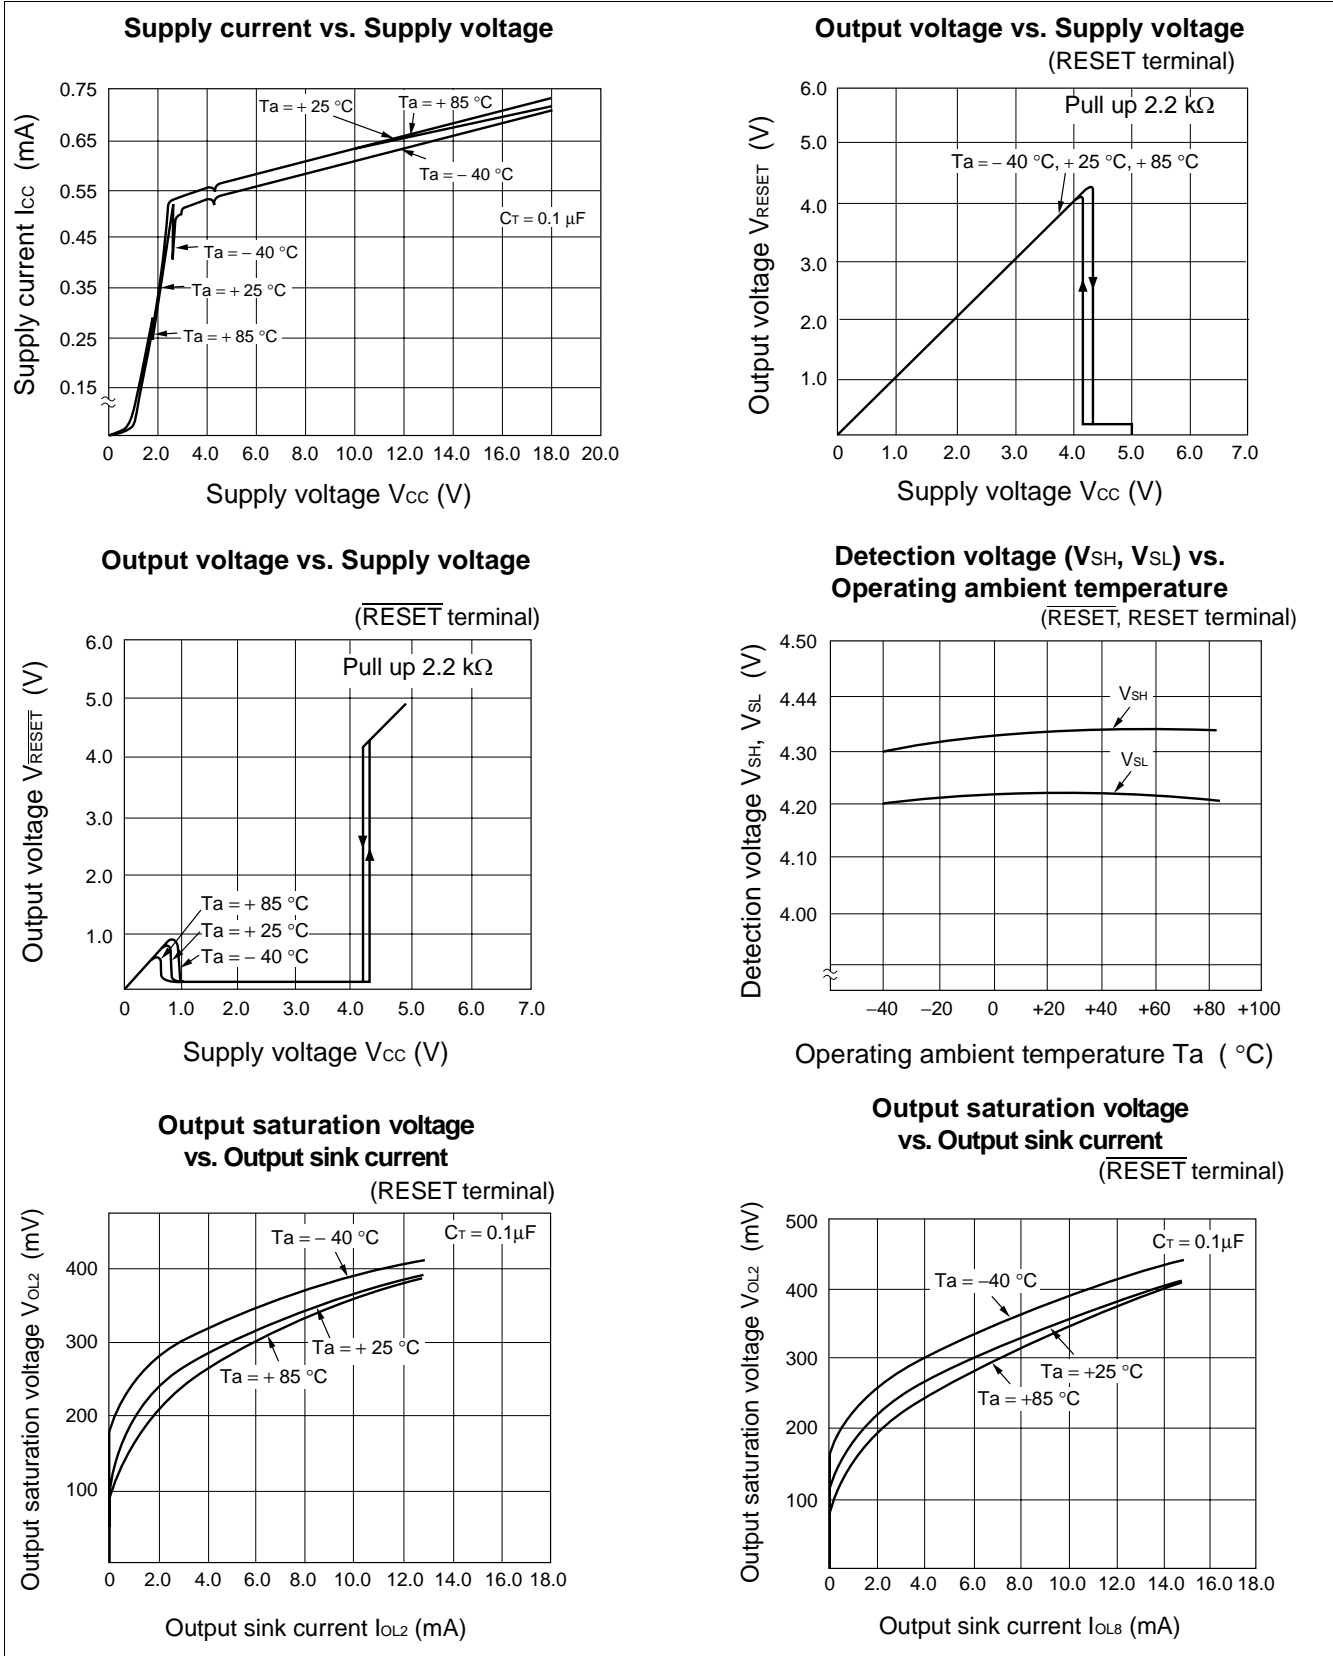 Supply current vs. Supply voltage
0.75
0.65
0.55
0.45
0.35
0.25
0.15
Supply current ICC (mA)
Ta = + 25 °C
Ta = + 85 °C
Ta = – 40 °C
CT = 0.1 μF
Ta = – 40 °C
Ta = + 25 °C
Ta = + 85 °C
0 2.0 4.0 6.0 8.0 10.0 12.0 14.0 16.0 18.0 20.0
Supply voltage VCC (V)
Output voltage vs. Supply voltage
(RESET terminal)
6.0
5.0
4.0
3.0
2.0
1.0
Output voltage VRESET (V)
Pull up 2.2 kΩ
Ta = – 40 °C, + 25 °C, + 85 °C
0 1.0 2.0 3.0 4.0 5.0 6.0 7.0
Supply voltage VCC (V)
Output voltage vs. Supply voltage
(R̅E̅S̅E̅T̅ terminal)
6.0
5.0
4.0
3.0
2.0
1.0
Output voltage VR̅E̅S̅E̅T̅ (V)
Pull up 2.2 kΩ
Ta = + 85 °C
Ta = + 25 °C
Ta = – 40 °C
0 1.0 2.0 3.0 4.0 5.0 6.0 7.0
Supply voltage VCC (V)
Detection voltage (VSH, VSL) vs.
Operating ambient temperature
(R̅E̅S̅E̅T̅, RESET terminal)
4.50
4.44
4.30
4.20
4.10
4.00
Detection voltage VSH, VSL (V)
VSH
VSL
–40 –20 0 +20 +40 +60 +80 +100
Operating ambient temperature Ta ( °C)
Output saturation voltage
vs. Output sink current
(RESET terminal)
400
300
200
100
Output saturation voltage VOL2 (mV)
Ta = – 40 °C
CT = 0.1μF
Ta = + 25 °C
Ta = + 85 °C
0 2.0 4.0 6.0 8.0 10.0 12.0 14.0 16.0 18.0
Output sink current IOL2 (mA)
Output saturation voltage
vs. Output sink current
(R̅E̅S̅E̅T̅ terminal)
500
400
300
200
100
Output saturation voltage VOL2 (mV)
CT = 0.1μF
Ta = –40 °C
Ta = +25 °C
Ta = +85 °C
0 2.0 4.0 6.0 8.0 10.0 12.0 14.0 16.0 18.0
Output sink current IOL8 (mA)